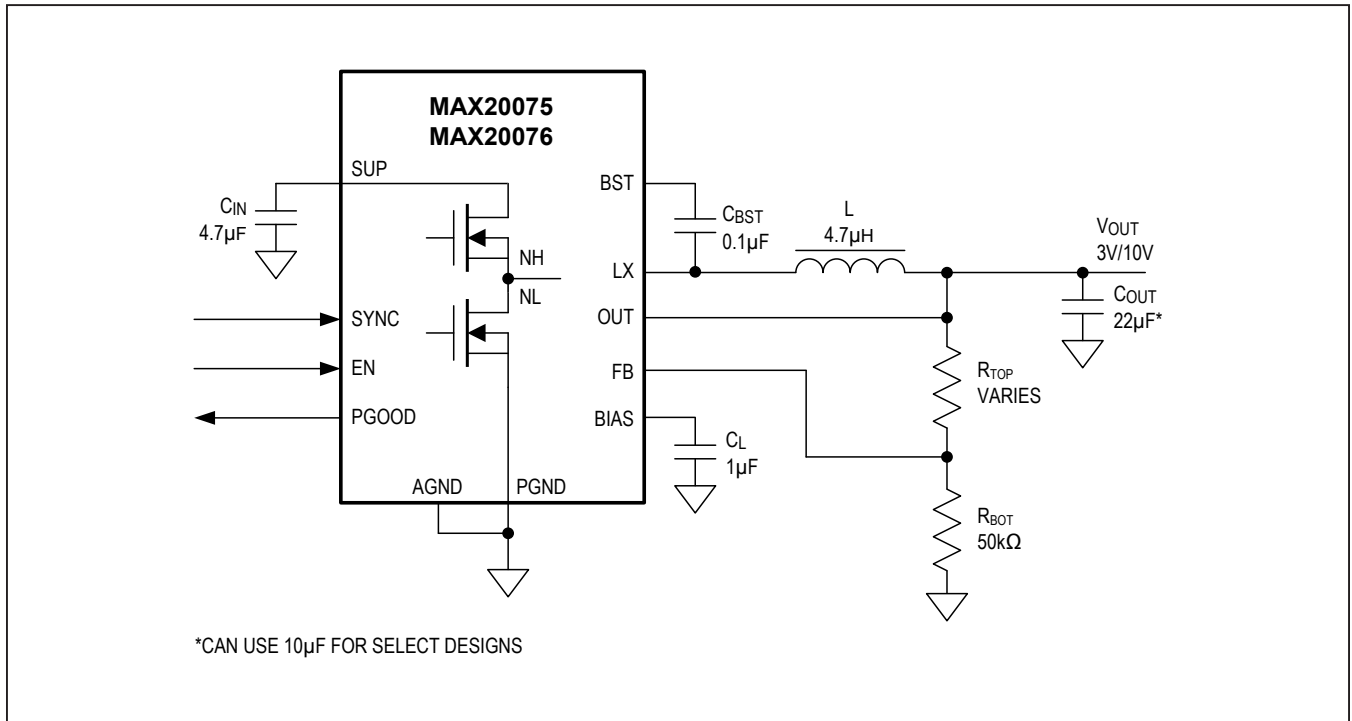 MAX20075
MAX20076
SUP
CIN
4.7µF
SYNC
EN
PGOOD
NH
NL
BST
LX
OUT
FB
BIAS
AGND
PGND
CBST
0.1µF
L
4.7µH
VOUT
3V/10V
COUT
22µF*
RTOP
VARIES
CL
1µF
RBOT
50kΩ
*CAN USE 10µF FOR SELECT DESIGNS